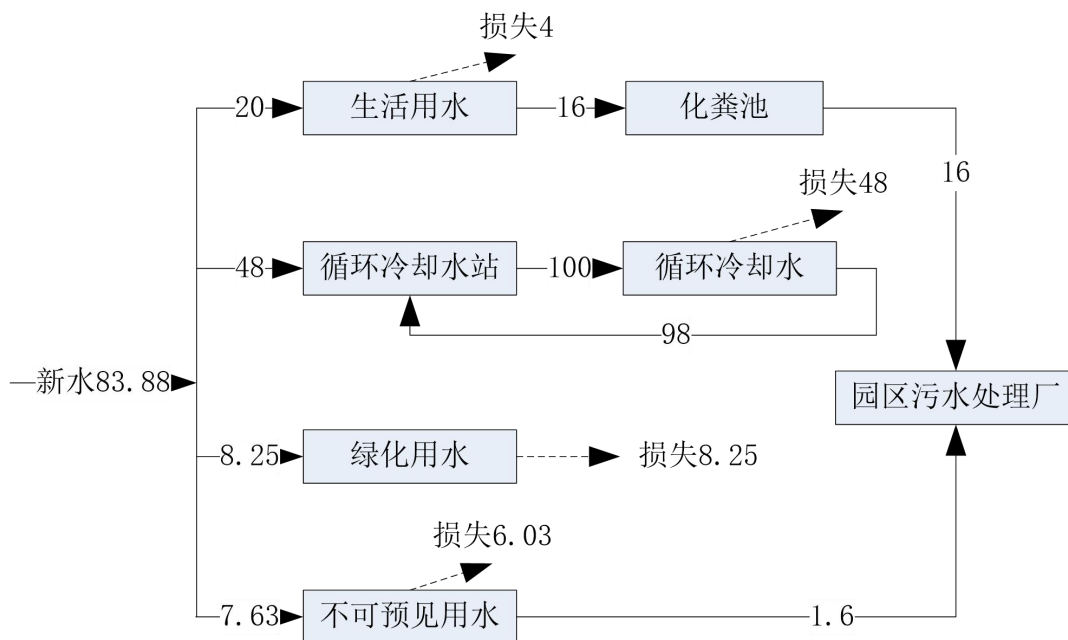 损失4
20
生活用水
16
化粪池
16
损失48
48
循环冷却水站
100
循环冷却水
98
新水83.88
园区污水处理厂
8.25
绿化用水
损失8.25
损失6.03
7.63
不可预见用水
1.6